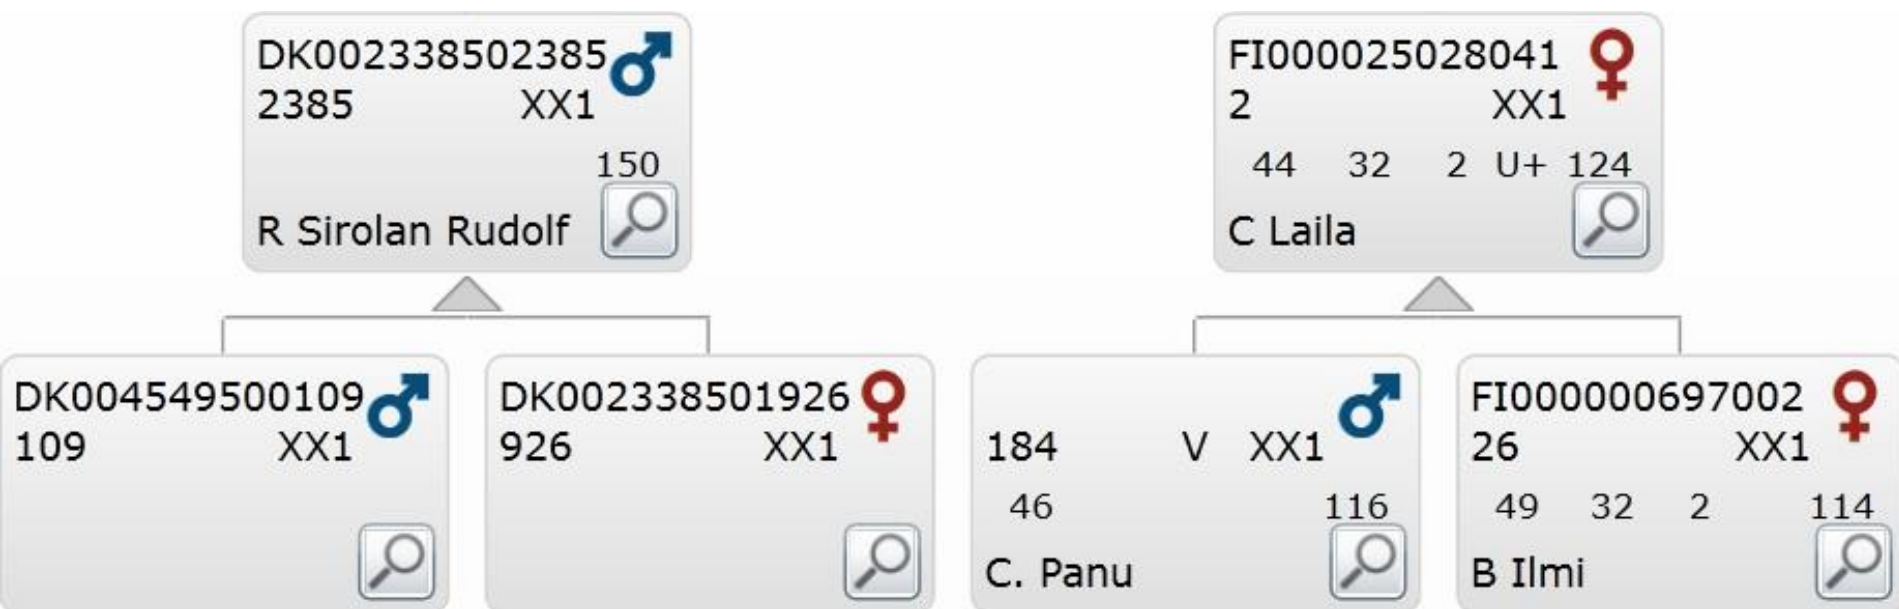 DK002338502385
2385 XX1
150
R Sirolan Rudolf
FI000025028041
2 XX1
44 32 2 U+ 124
C Laila
DK004549500109
109 XX1
DK002338501926
926 XX1
184 V XX1
46 116
C. Panu
FI000000697002
26 XX1
49 32 2 114
B Ilmi